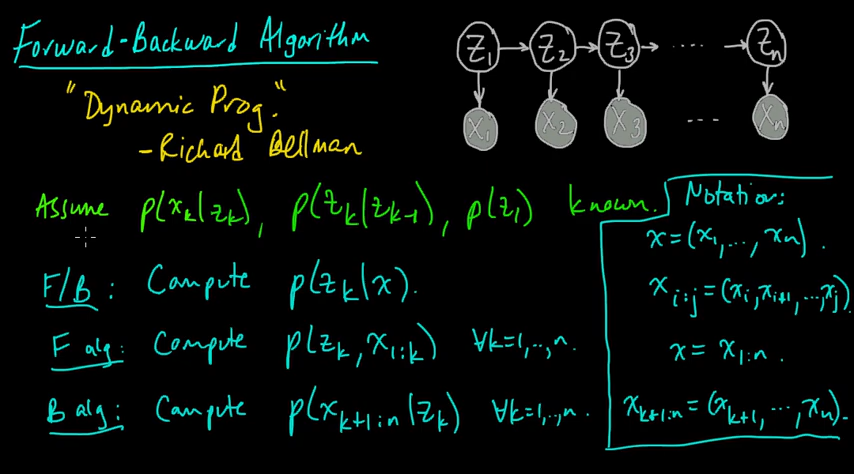 Forward-Backward Algorithm
"Dynamic Prog."
- Richard Bellman
Z₁ → Z₂ → Z₃ → ···· → Zₙ
X₁ X₂ X₃ ··· Xₙ
Assume p(xₖ|zₖ), p(zₖ|zₖ₋₁), p(z₁) known.
F/B: Compute p(zₖ|x).
F alg: Compute p(zₖ, x₁:ₖ) ∀k=1,..,n.
B alg: Compute p(xₖ₊₁:ₙ|zₖ) ∀k=1,..,n.
Notation:
x = (x₁,...,xₙ).
x_{i:j} = (xᵢ, xᵢ₊₁, ..., xⱼ)
x = x₁:ₙ.
xₖ₊₁:ₙ = (xₖ₊₁, ..., xₙ).